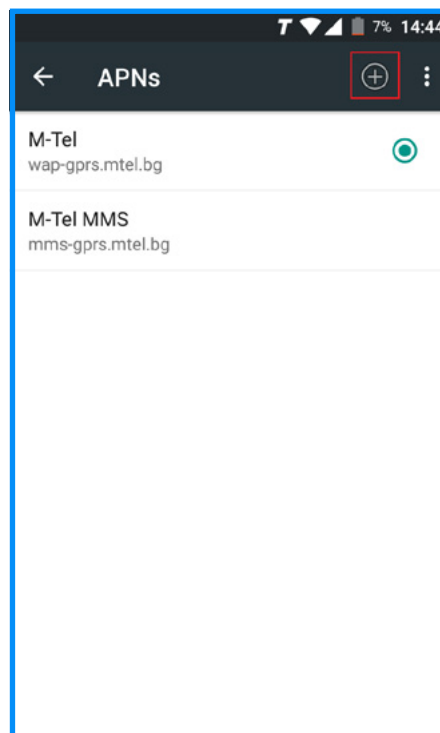 T 7% 14:44
APNs
M-Tel
wap-gprs.mtel.bg
M-Tel MMS
mms-gprs.mtel.bg